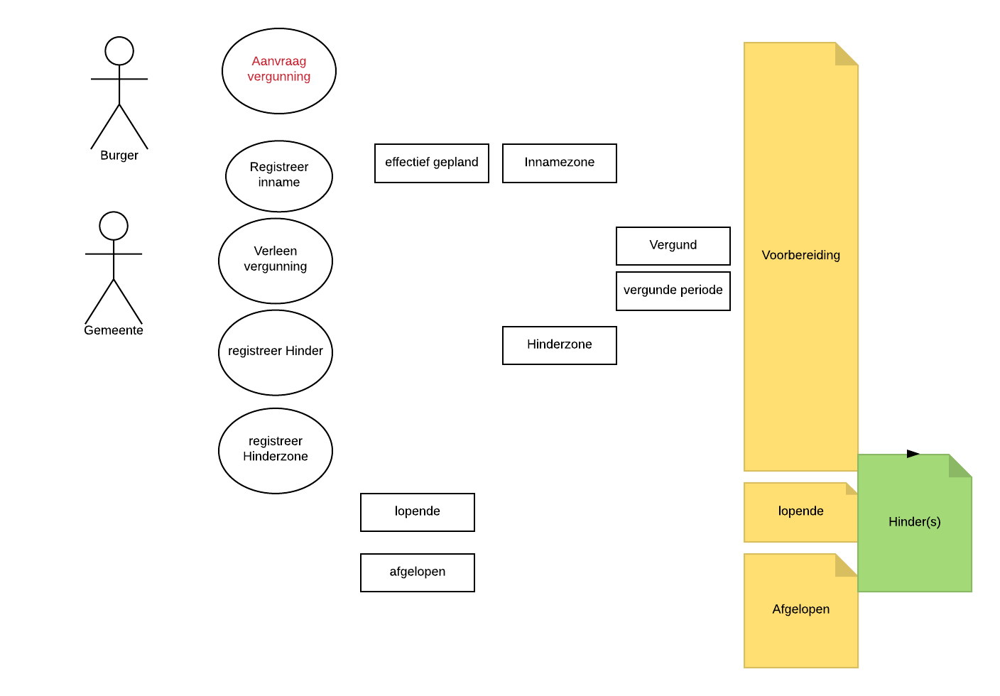 Aanvraag
vergunning
Burger
Registreer
inname
effectief gepland
Innamezone
Gemeente
Verleen
vergunning
Vergund
vergunde periode
Voorbereiding
registreer Hinder
Hinderzone
registreer
Hinderzone
lopende
lopende
Hinder(s)
afgelopen
Afgelopen